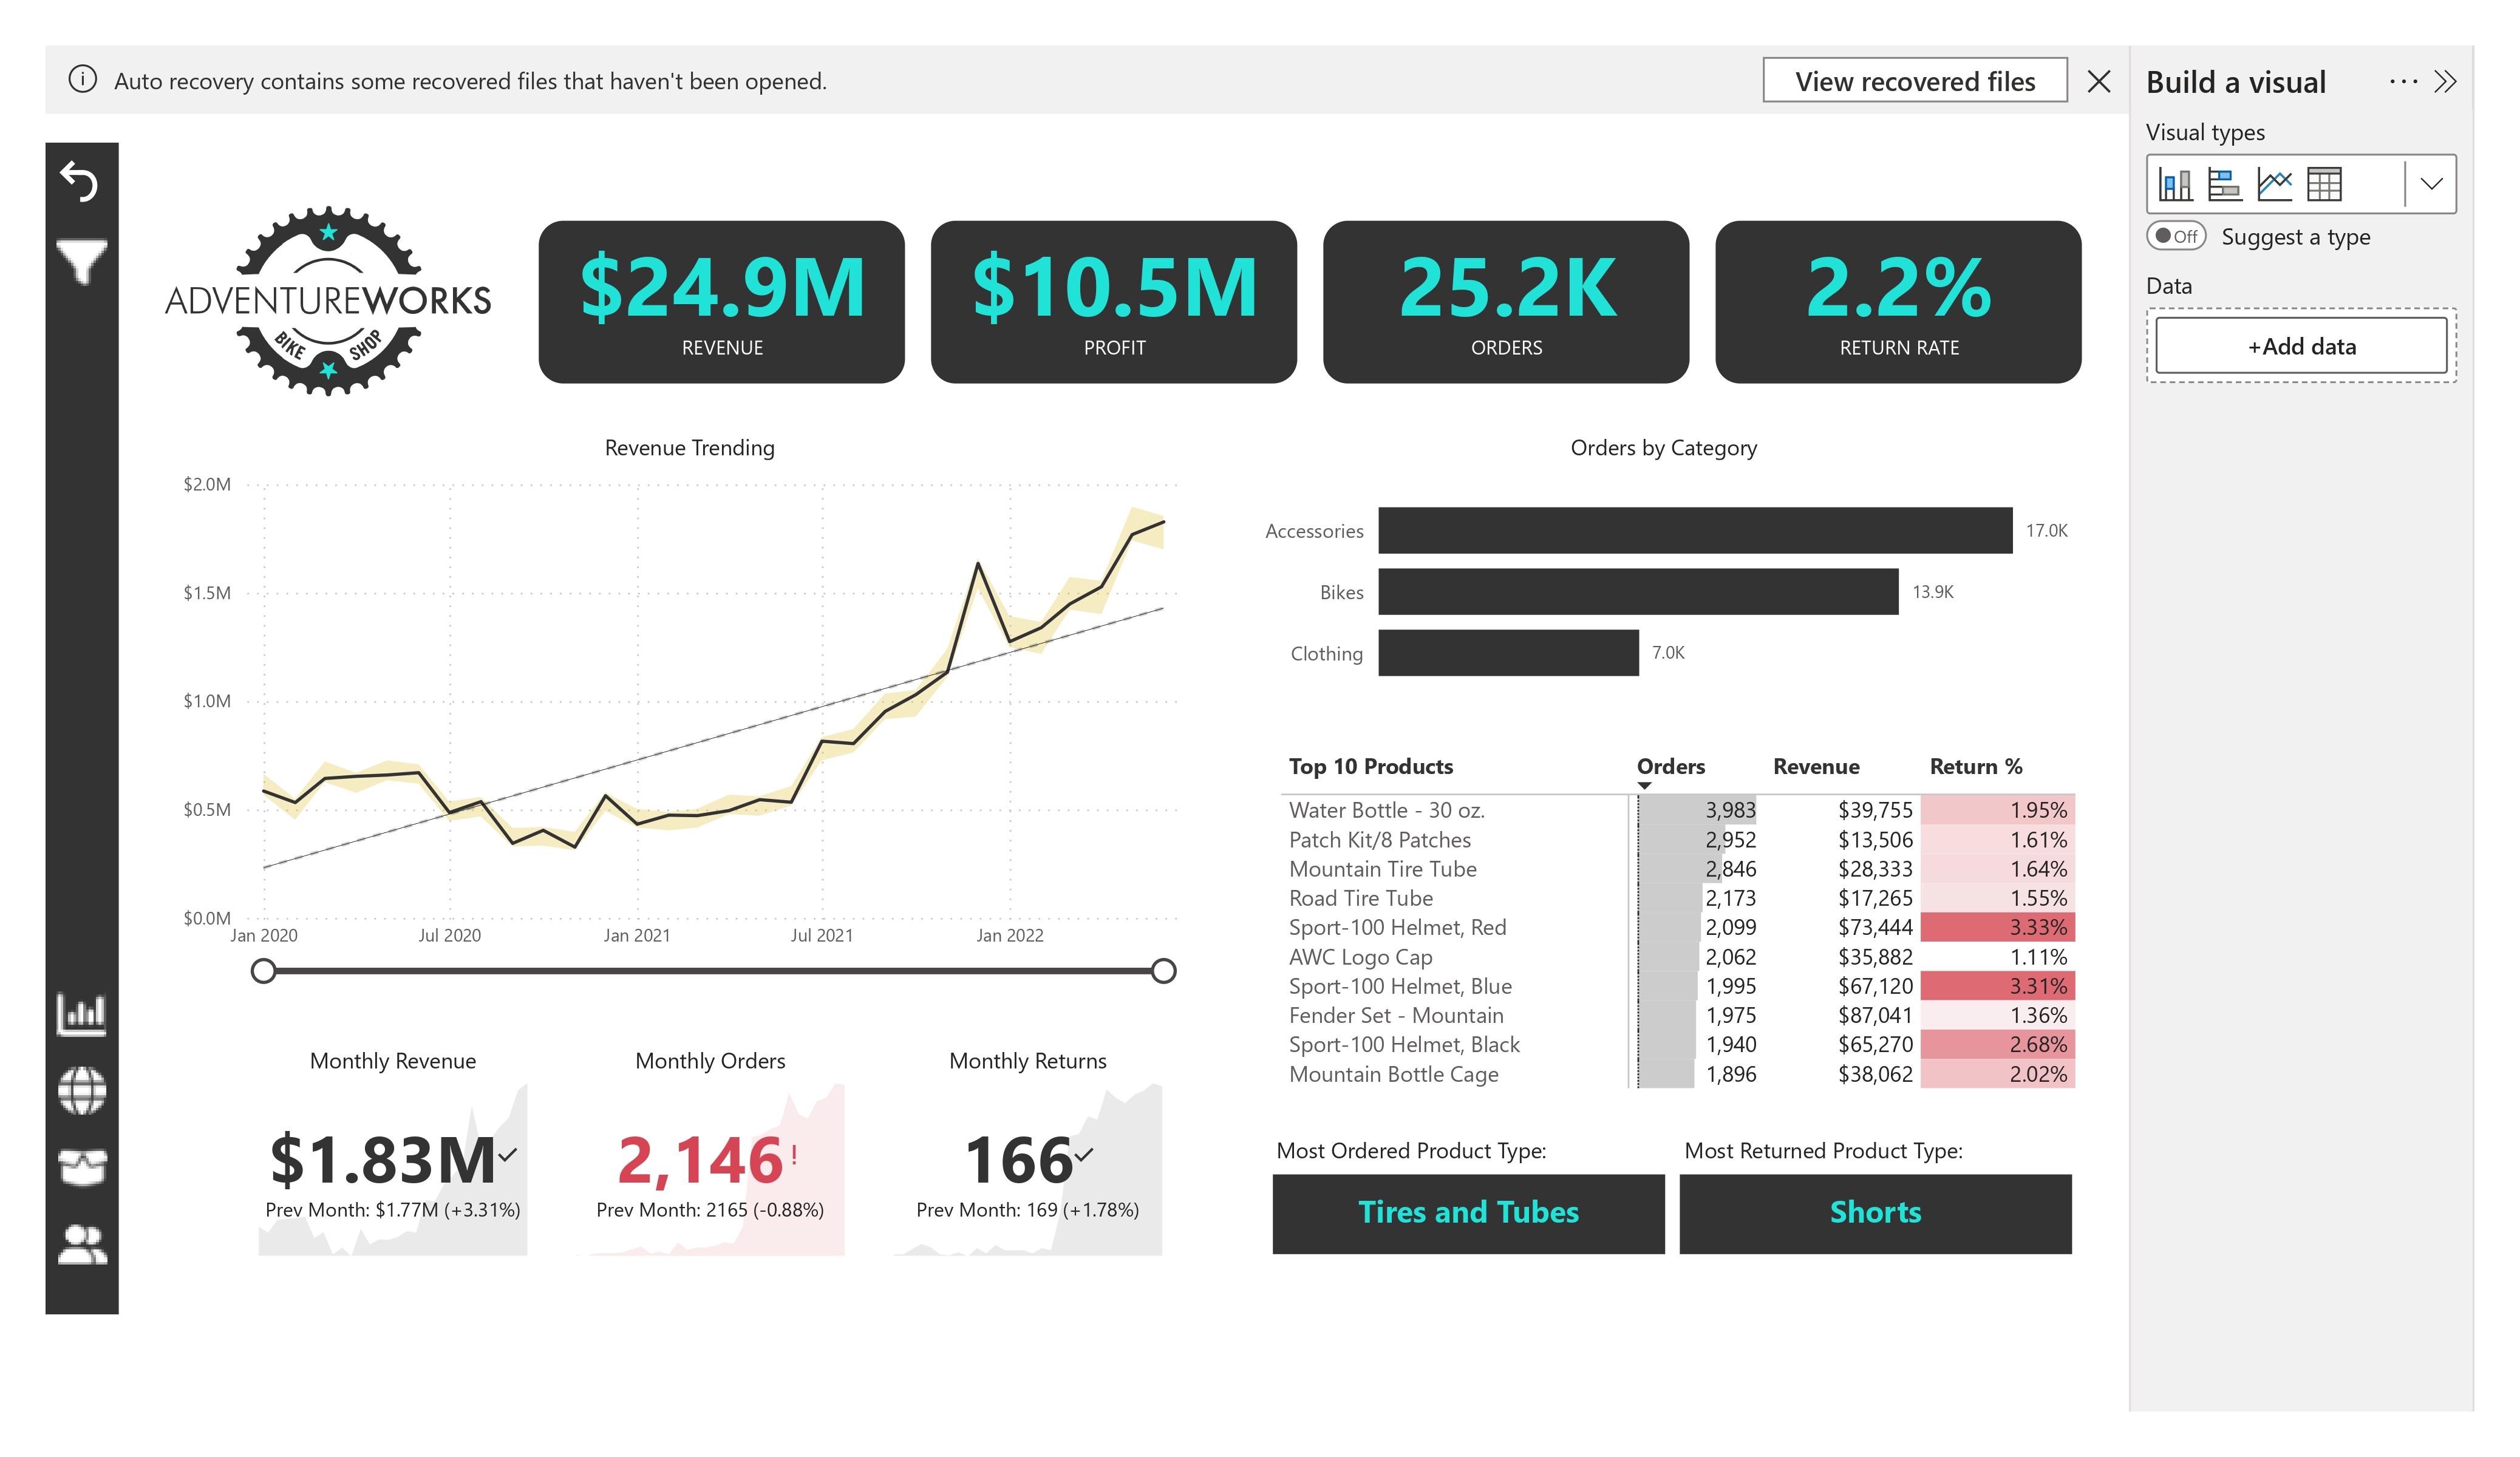 Auto recovery contains some recovered files that haven't been opened.
View recovered files
Build a visual
Visual types
Off
Suggest a type
Data
+Add data
ADVENTUREWORKS
BIKE SHOP
$24.9M
REVENUE
$10.5M
PROFIT
25.2K
ORDERS
2.2%
RETURN RATE
Revenue Trending
$2.0M
$1.5M
$1.0M
$0.5M
$0.0M
Jan 2020 Jul 2020 Jan 2021 Jul 2021 Jan 2022
Orders by Category
Accessories 17.0K
Bikes 13.9K
Clothing 7.0K
Top 10 Products Orders Revenue Return %
Water Bottle - 30 oz. 3,983 $39,755 1.95%
Patch Kit/8 Patches 2,952 $13,506 1.61%
Mountain Tire Tube 2,846 $28,333 1.64%
Road Tire Tube 2,173 $17,265 1.55%
Sport-100 Helmet, Red 2,099 $73,444 3.33%
AWC Logo Cap 2,062 $35,882 1.11%
Sport-100 Helmet, Blue 1,995 $67,120 3.31%
Fender Set - Mountain 1,975 $87,041 1.36%
Sport-100 Helmet, Black 1,940 $65,270 2.68%
Mountain Bottle Cage 1,896 $38,062 2.02%
Monthly Revenue
$1.83M
Prev Month: $1.77M (+3.31%)
Monthly Orders
2,146!
Prev Month: 2165 (-0.88%)
Monthly Returns
166
Prev Month: 169 (+1.78%)
Most Ordered Product Type:
Tires and Tubes
Most Returned Product Type:
Shorts